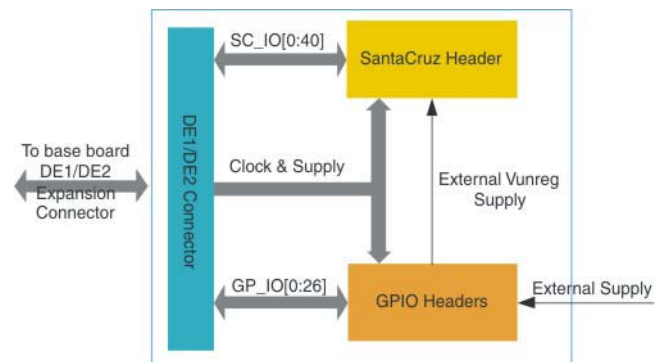 SC_IO[0:40]
SantaCruz Header
To base board
DE1/DE2
Expansion
Connector
DE1/DE2 Connector
Clock & Supply
External Vunreg
Supply
GP_IO[0:26]
GPIO Headers
External Supply